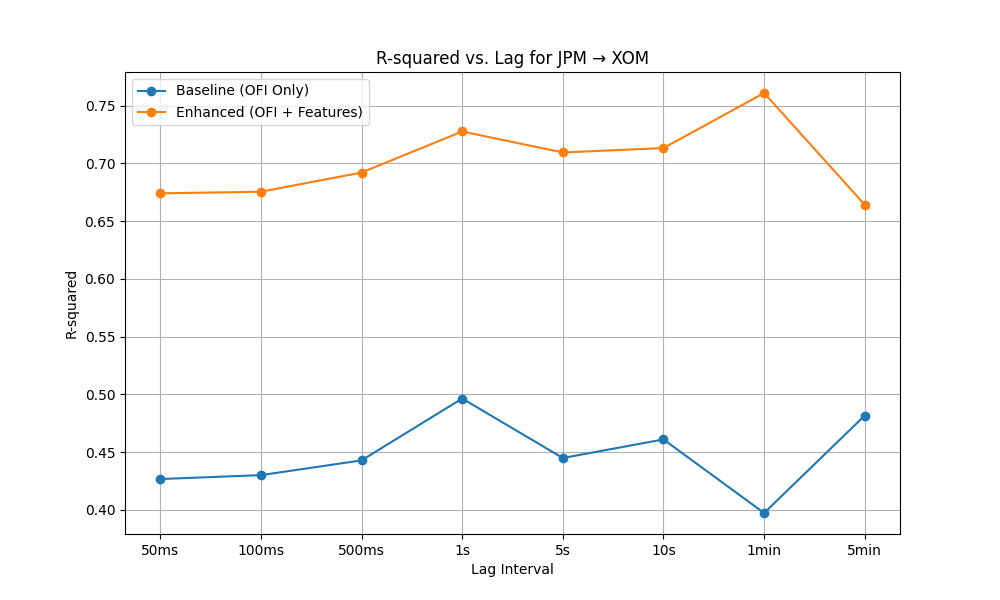 R-squared vs. Lag for JPM → XOM
Baseline (OFI Only)
Enhanced (OFI + Features)
0.75
0.70
0.65
0.60
0.55
0.50
0.45
0.40
R-squared
50ms 100ms 500ms 1s 5s 10s 1min 5min
Lag Interval